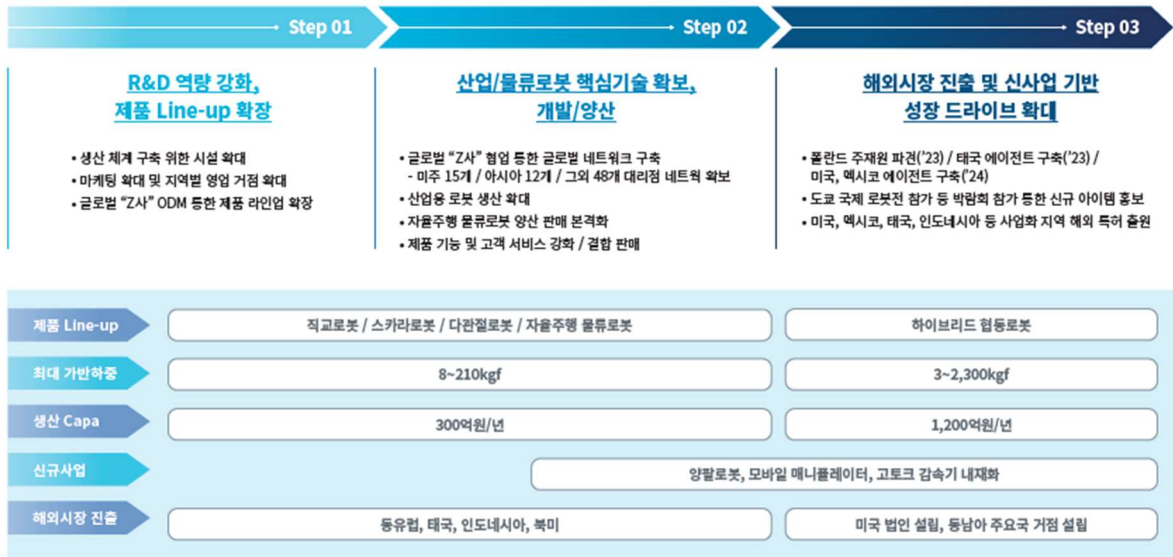 Step 01
Step 02
Step 03
R&D 역량 강화,
제품 Line-up 확장
• 생산 체계 구축 위한 시설 확대
• 마케팅 확대 및 지역별 영업 거점 확대
• 글로벌 “Z사” ODM 통한 제품 라인업 확장
산업/물류로봇 핵심기술 확보,
개발/양산
• 글로벌 “Z사” 협업 통한 글로벌 네트워크 구축
- 미주 15개 / 아시아 12개 / 그외 48개 대리점 네트웍 확보
• 산업용 로봇 생산 확대
• 자율주행 물류로봇 양산 판매 본격화
• 제품 기능 및 고객 서비스 강화 / 결합 판매
해외시장 진출 및 신사업 기반
성장 드라이브 확대
• 폴란드 주재원 파견(’23) / 태국 에이전트 구축(’23) /
미국, 멕시코 에이전트 구축(’24)
• 도쿄 국제 로봇전 참가 등 박람회 참가 통한 신규 아이템 홍보
• 미국, 멕시코, 태국, 인도네시아 등 사업화 지역 해외 특허 출원
제품 Line-up
직교로봇 / 스카라로봇 / 다관절로봇 / 자율주행 물류로봇
하이브리드 협동로봇
최대 가반하중
8~210kgf
3~2,300kgf
생산 Capa
300억원/년
1,200억원/년
신규사업
양팔로봇, 모바일 매니퓰레이터, 고토크 감속기 내재화
해외시장 진출
동유럽, 태국, 인도네시아, 북미
미국 법인 설립, 동남아 주요국 거점 설립